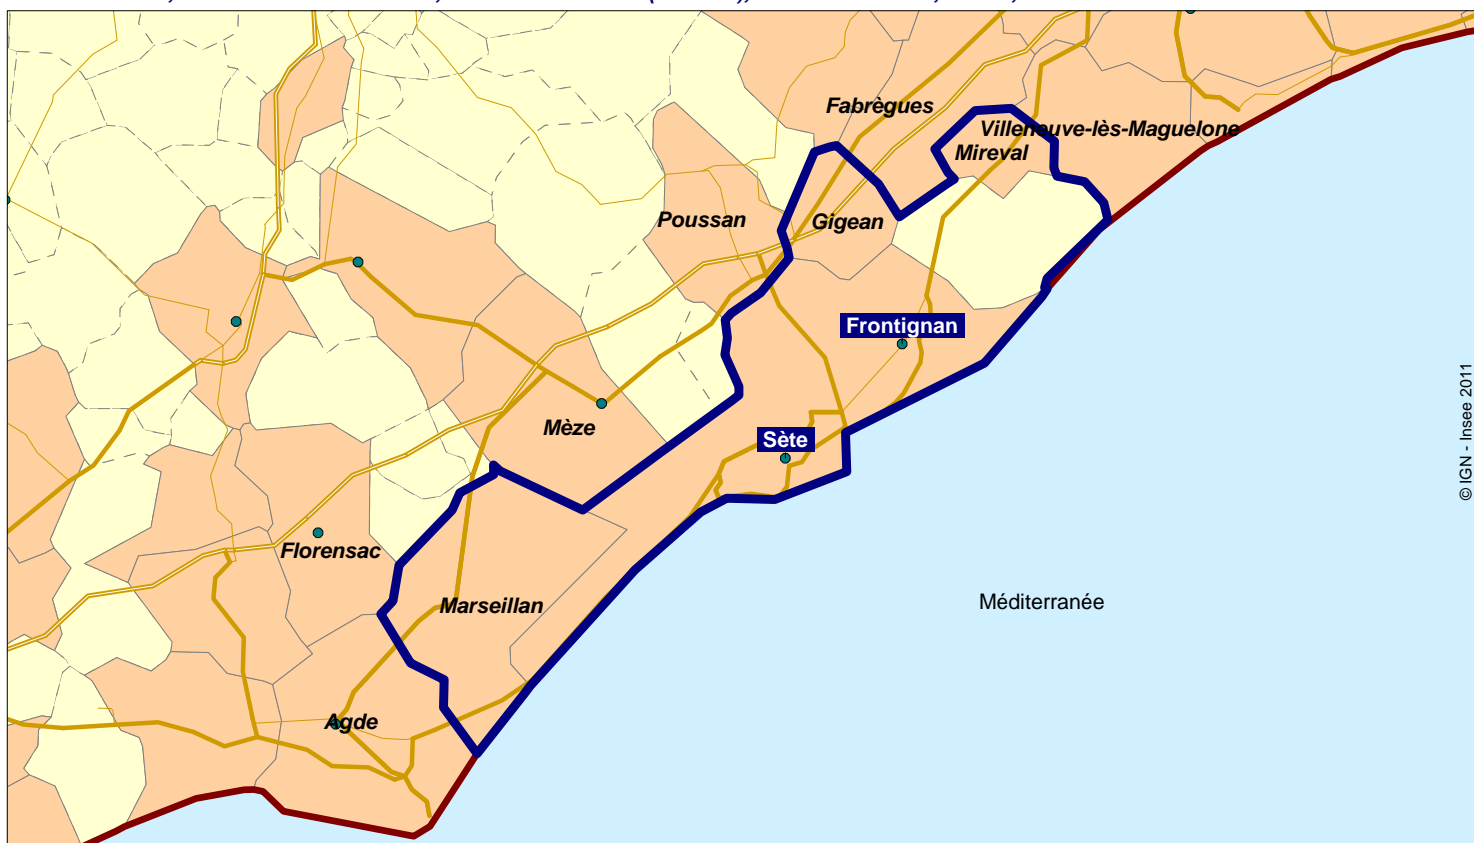 Fabrègues
Villeneuve-lès-Maguelone
Mireval
Poussan
Gigean
Frontignan
Mèze
Sète
Florensac
Marseillan
Méditerranée
Agde
© IGN - Insee 2011